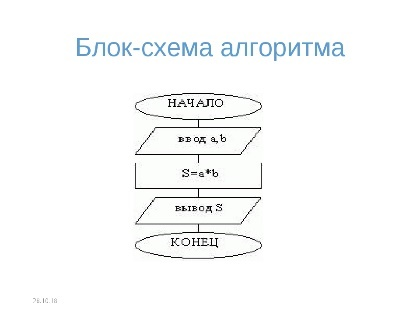 Блок-схема алгоритма
НАЧАЛО
ввод a,b
S=a*b
вывод S
КОНЕЦ